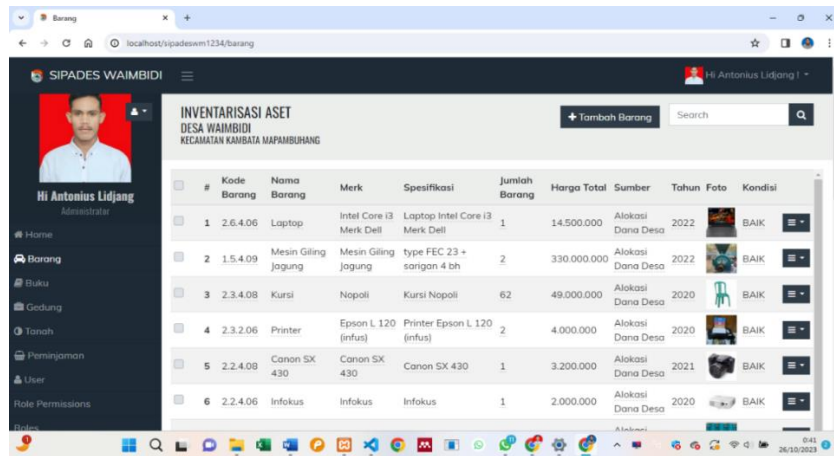 Barang
localhost/sipadeswm1234/barang
SIPADES WAIMBIDI
Hi Antonius Lidjang !
INVENTARISASI ASET
DESA WAIMBIDI
KECAMATAN KAMBATA MAPAMBUHANG
+ Tambah Barang
Search
Hi Antonius Lidjang
Administrator
Home
Barang
Buku
Gedung
Tanah
Peminjaman
User
Role Permissions
Roles
# Kode Barang Nama Barang Merk Spesifikasi Jumlah Barang Harga Total Sumber Tahun Foto Kondisi
1 2.6.4.06 Laptop Intel Core i3 Merk Dell Laptop Intel Core i3 Merk Dell 1 14.500.000 Alokasi Dana Desa 2022 BAIK
2 1.5.4.09 Mesin Giling Jagung Mesin Giling Jagung type FEC 23 + sarigan 4 bh 2 330.000.000 Alokasi Dana Desa 2022 BAIK
3 2.3.4.08 Kursi Nopoli Kursi Nopoli 62 49.000.000 Alokasi Dana Desa 2020 BAIK
4 2.3.2.06 Printer Epson L 120 (infus) Printer Epson L 120 (infus) 2 4.000.000 Alokasi Dana Desa 2020 BAIK
5 2.2.4.08 Canon SX 430 Canon SX 430 Canon SX 430 1 3.200.000 Alokasi Dana Desa 2021 BAIK
6 2.2.4.06 Infokus Infokus Infokus 1 2.000.000 Alokasi Dana Desa 2020 BAIK
Alokasi
0:41
26/10/2023